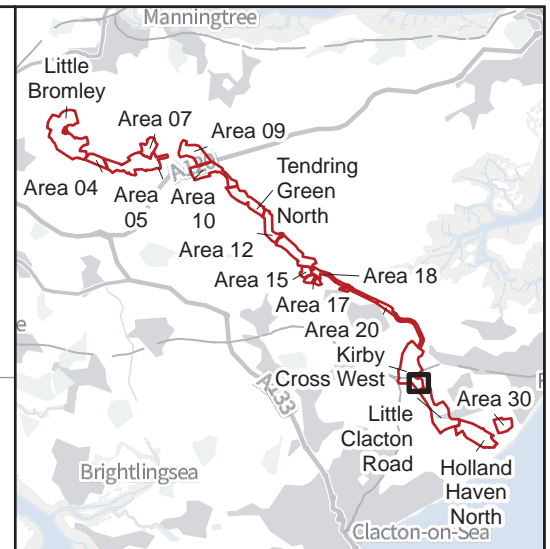 Manningtree
Little
Bromley
Area 07
Area 09
A120
Tendring
Green
North
Area 04
Area
05
Area
10
Area 12
Area 15
Area 18
Area 17
Area 20
Kirby
Cross West
A133
Area 30
Little
Clacton
Road
Holland
Haven
North
Brightlingsea
Clacton-on-Sea